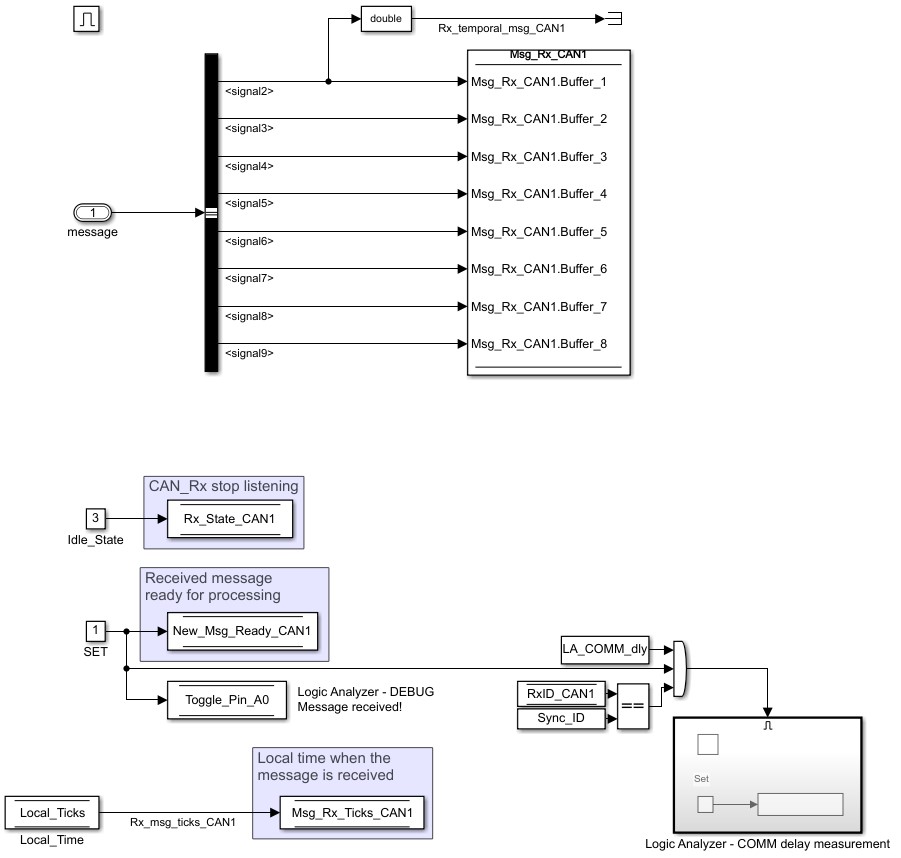 double
Rx_temporal_msg_CAN1
Msg_Rx_CAN1
<signal2>
Msg_Rx_CAN1.Buffer_1
<signal3>
Msg_Rx_CAN1.Buffer_2
<signal4>
Msg_Rx_CAN1.Buffer_3
<signal5>
Msg_Rx_CAN1.Buffer_4
1
message
<signal6>
Msg_Rx_CAN1.Buffer_5
<signal7>
Msg_Rx_CAN1.Buffer_6
<signal8>
Msg_Rx_CAN1.Buffer_7
<signal9>
Msg_Rx_CAN1.Buffer_8
CAN_Rx stop listening
3
Idle_State
Rx_State_CAN1
Received message
ready for processing
1
SET
New_Msg_Ready_CAN1
Toggle_Pin_A0
Logic Analyzer - DEBUG
Message received!
LA_COMM_dly
RxID_CAN1
Sync_ID
==
Set
Logic Analyzer - COMM delay measurement
Local time when the
message is received
Local_Ticks
Local_Time
Rx_msg_ticks_CAN1
Msg_Rx_Ticks_CAN1